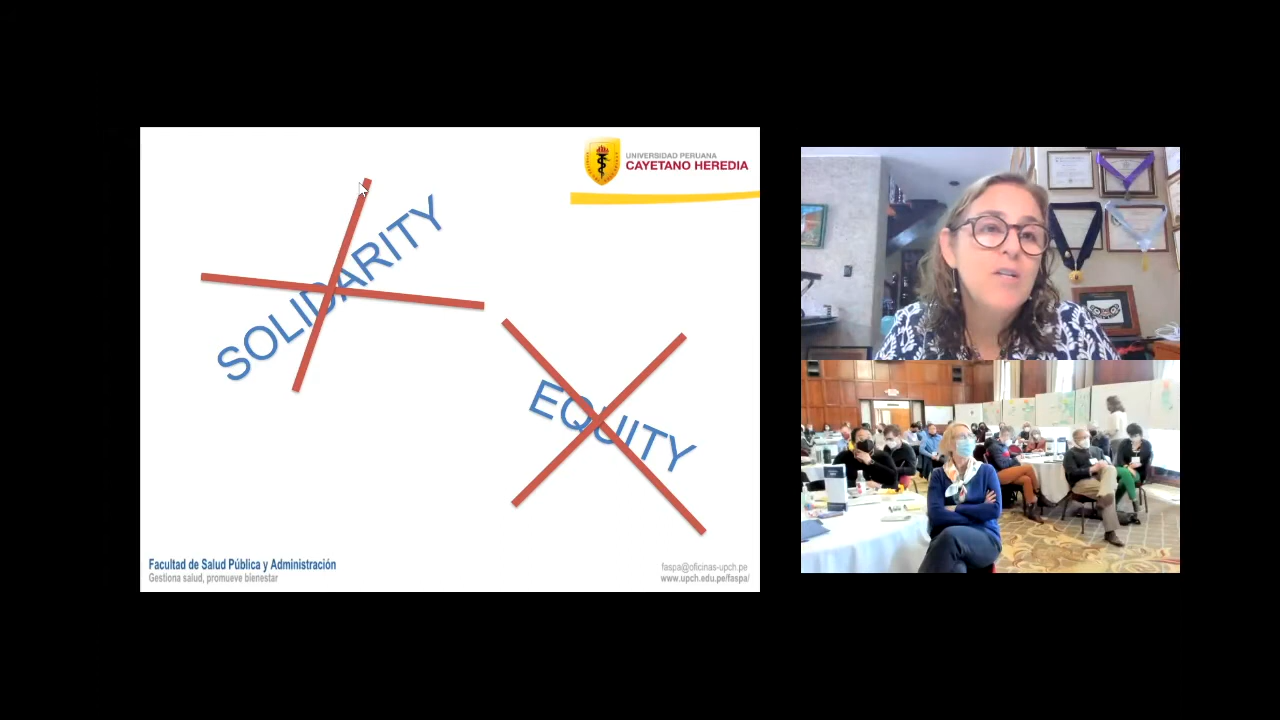 UNIVERSIDAD PERUANA
CAYETANO HEREDIA
SOLIDARITY
EQUITY
Facultad de Salud Pública y Administración
Gestiona salud, promueve bienestar
faspa@oficinas-upch.pe
www.upch.edu.pe/faspa/